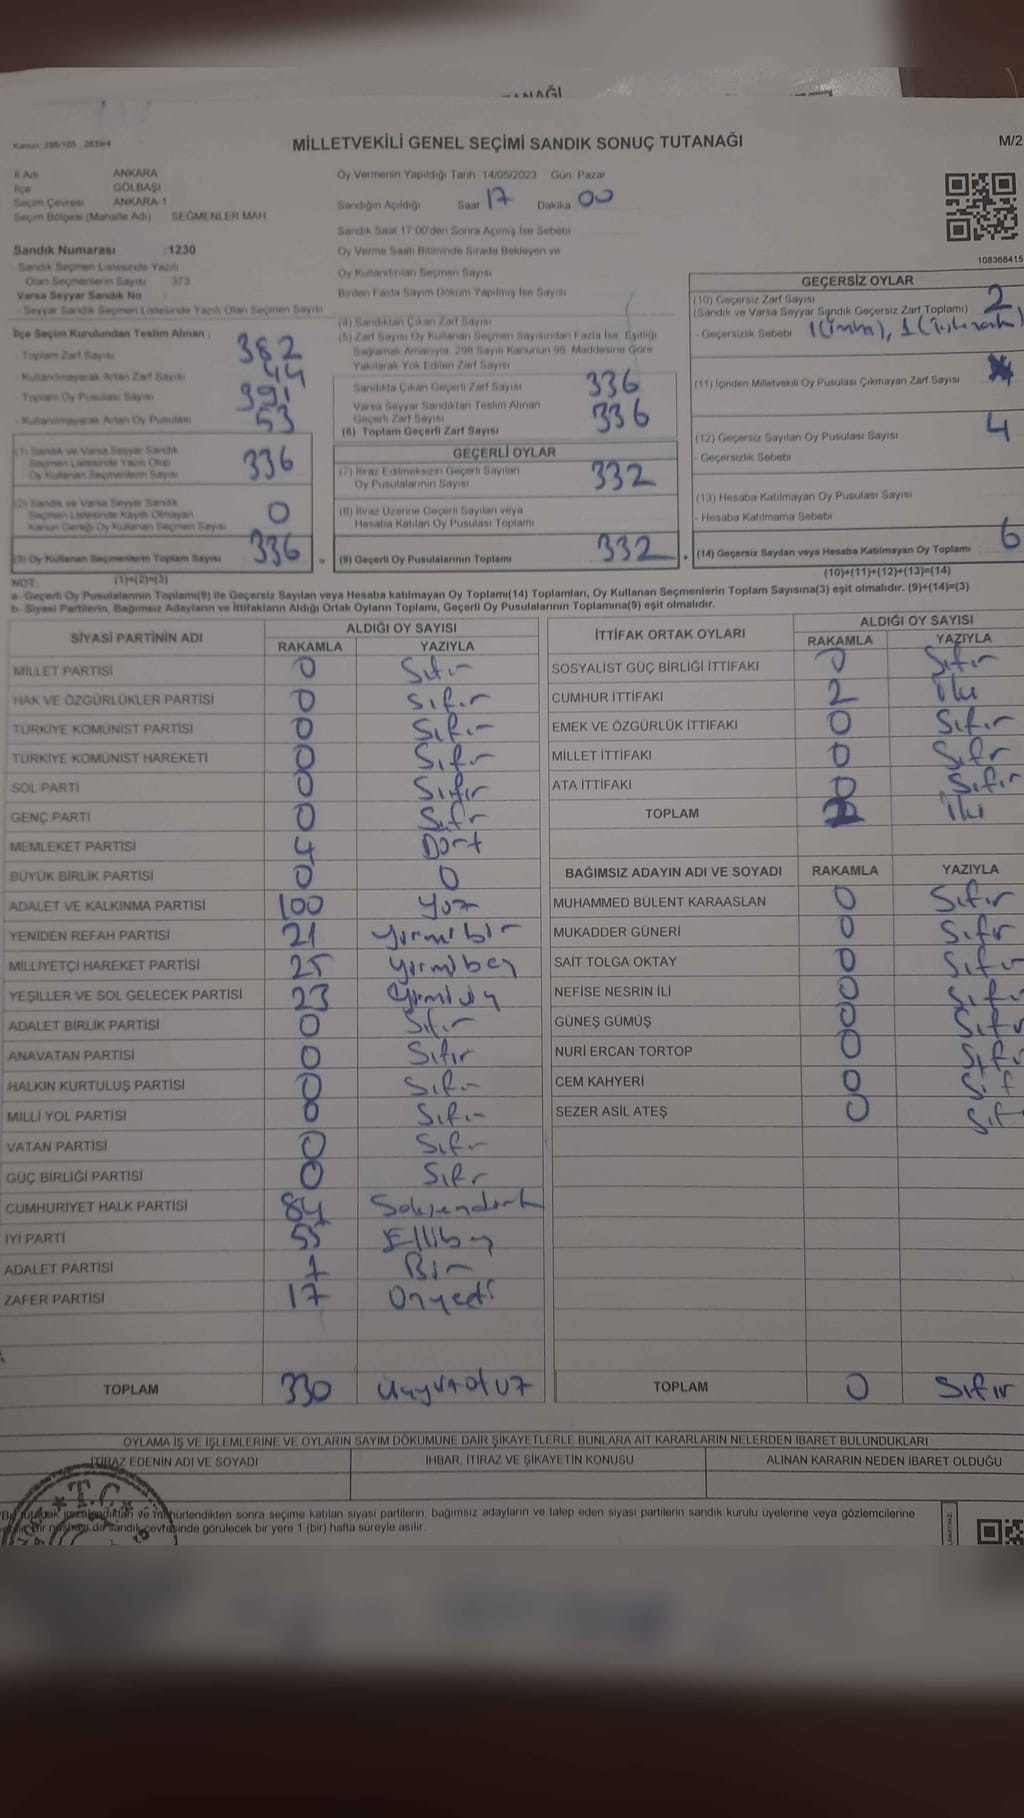 MİLLETVEKİLİ GENEL SEÇİMİ SANDIK SONUÇ TUTANAĞI
M/2
İl Adı ANKARA
İlçe GÖLBAŞI
Seçim Çevresi ANKARA-1
Seçim Bölgesi (Mahalle Adı) SEĞMENLER MAH
Sandık Numarası :1230
- Sandık Seçmen Listesinde Yazılı
Olan Seçmenlerin Sayısı 373
Varsa Seyyar Sandık No
- Seyyar Sandık Seçmen Listesinde Yazılı Olan Seçmen Sayısı
İlçe Seçim Kurulundan Teslim Alınan :
- Toplam Zarf Sayısı 382
- Kullanılmayarak Artan Zarf Sayısı 44
- Toplam Oy Pusulası Sayısı 391
- Kullanılmayarak Artan Oy Pusulası 53
(1) Sandık ve Varsa Seyyar Sandık
Seçmen Listesinde Yazılı Olup
Oy Kullanan Seçmenlerin Sayısı 336
(2) Sandık ve Varsa Seyyar Sandık
Seçmen Listesinde Kayıtlı Olmayan
Kanun Gereği Oy Kullanan Seçmen Sayısı 0
(3) Oy Kullanan Seçmenlerin Toplam Sayısı 336
(1)+(2)=(3)
Oy Vermenin Yapıldığı Tarih 14/05/2023 Gün: Pazar
Sandığın Açıldığı Saat 17 Dakika 00
Sandık Saat 17:00'den Sonra Açımış İse Sebebi
Oy Verme Saati Bitiminde Sırada Bekleyen ve
Oy Kullandırılan Seçmen Sayısı
Birden Fazla Sayım Döküm Yapılmış İse Sayısı
(4) Sandıktan Çıkan Zarf Sayısı
(5) Zarf Sayısı Oy Kullanan Seçmen Sayısından Fazla İse, Eşitliği
Sağlamak Amacıyla, 298 Sayılı Kanunun 98. Maddesine Göre
Yakılarak Yok Edilen Zarf Sayısı
Sandıkta Çıkan Geçerli Zarf Sayısı 336
Varsa Seyyar Sandıktan Teslim Alınan
Geçerli Zarf Sayısı
(6) Toplam Geçerli Zarf Sayısı 336
GEÇERLİ OYLAR
(7) İtiraz Edilmeksizin Geçerli Sayılan
Oy Pusulalarının Sayısı 332
(8) İtiraz Üzerine Geçerli Sayılan veya
Hesaba Katılan Oy Pusulası Toplamı
= (9) Geçerli Oy Pusulalarının Toplamı 332
108368415
GEÇERSİZ OYLAR
(10) Geçersiz Zarf Sayısı
(Sandık ve Varsa Seyyar Sandık Geçersiz Zarf Toplamı) 2
- Geçersizlik Sebebi
(11) İçinden Milletvekili Oy Pusulası Çıkmayan Zarf Sayısı
(12) Geçersiz Sayılan Oy Pusulası Sayısı 4
- Geçersizlik Sebebi
(13) Hesaba Katılmayan Oy Pusulası Sayısı
- Hesaba Katılmama Sebebi
+ (14) Geçersiz Sayılan veya Hesaba Katılmayan Oy Toplamı 6
(10)+(11)+(12)+(13)=(14)
NOT:
a- Geçerli Oy Pusulalarının Toplamı(9) ile Geçersiz Sayılan veya Hesaba katılmayan Oy Toplamı(14) Toplamları, Oy Kullanan Seçmenlerin Toplam Sayısına(3) eşit olmalıdır. (9)+(14)=(3)
b- Siyasi Partilerin, Bağımsız Adayların ve İttifakların Aldığı Ortak Oyların Toplamı, Geçerli Oy Pusulalarının Toplamına(9) eşit olmalıdır.
SİYASİ PARTİNİN ADI ALDIĞI OY SAYISI
RAKAMLA YAZIYLA
MİLLET PARTİSİ 0 Sıfır
HAK VE ÖZGÜRLÜKLER PARTİSİ 0 Sıfır
TÜRKİYE KOMÜNİST PARTİSİ 0 Sıfır
TÜRKİYE KOMÜNİST HAREKETİ 0 Sıfır
SOL PARTİ 0 Sıfır
GENÇ PARTİ 0 Sıfır
MEMLEKET PARTİSİ 4 Dört
BÜYÜK BİRLİK PARTİSİ 0 0
ADALET VE KALKINMA PARTİSİ 100 Yüz
YENİDEN REFAH PARTİSİ 21 Yirmibir
MİLLİYETÇİ HAREKET PARTİSİ 25 Yirmibeş
YEŞİLLER VE SOL GELECEK PARTİSİ 23 Yirmiüç
ADALET BİRLİK PARTİSİ 0 Sıfır
ANAVATAN PARTİSİ 0 Sıfır
HALKIN KURTULUŞ PARTİSİ 0 Sıfır
MİLLİ YOL PARTİSİ 0 Sıfır
VATAN PARTİSİ 0 Sıfır
GÜÇ BİRLİĞİ PARTİSİ 0 Sıfır
CUMHURİYET HALK PARTİSİ 84 Seksendört
İYİ PARTİ 55 Ellibeş
ADALET PARTİSİ 1 Bir
ZAFER PARTİSİ 17 Onyedi
TOPLAM 330 Üçyüzotuz
İTTİFAK ORTAK OYLARI ALDIĞI OY SAYISI
RAKAMLA YAZIYLA
SOSYALİST GÜÇ BİRLİĞİ İTTİFAKI 0 Sıfır
CUMHUR İTTİFAKI 2 İki
EMEK VE ÖZGÜRLÜK İTTİFAKI 0 Sıfır
MİLLET İTTİFAKI 0 Sıfır
ATA İTTİFAKI 0 Sıfır
TOPLAM 2 İki
BAĞIMSIZ ADAYIN ADI VE SOYADI RAKAMLA YAZIYLA
MUHAMMED BÜLENT KARAASLAN 0 Sıfır
MUKADDER GÜNERİ 0 Sıfır
SAİT TOLGA OKTAY 0 Sıfır
NEFİSE NESRİN İLİ 0 Sıfır
GÜNEŞ GÜMÜŞ 0 Sıfır
NURİ ERCAN TORTOP 0 Sıfır
CEM KAHYERİ 0 Sıf
SEZER ASIL ATEŞ 0 Sıf
TOPLAM 0 Sıfır
OYLAMA İŞ VE İŞLEMLERİNE VE OYLARIN SAYIM DÖKÜMÜNE DAİR ŞİKAYETLERLE BUNLARA AİT KARARLARIN NELERDEN İBARET BULUNDUKLARI
İTİRAZ EDENİN ADI VE SOYADI İHBAR, İTİRAZ VE ŞİKAYETİN KONUSU ALINAN KARARIN NEDEN İBARET OLDUĞU
ve mühürlendikten sonra seçime katılan siyasi partilerin, bağımsız adayların ve talep eden siyasi partilerin sandık kurulu üyelerine veya gözlemcilerine
sandık çevresinde görülecek bir yere 1 (bir) hafta süreyle asılır.
T.C.